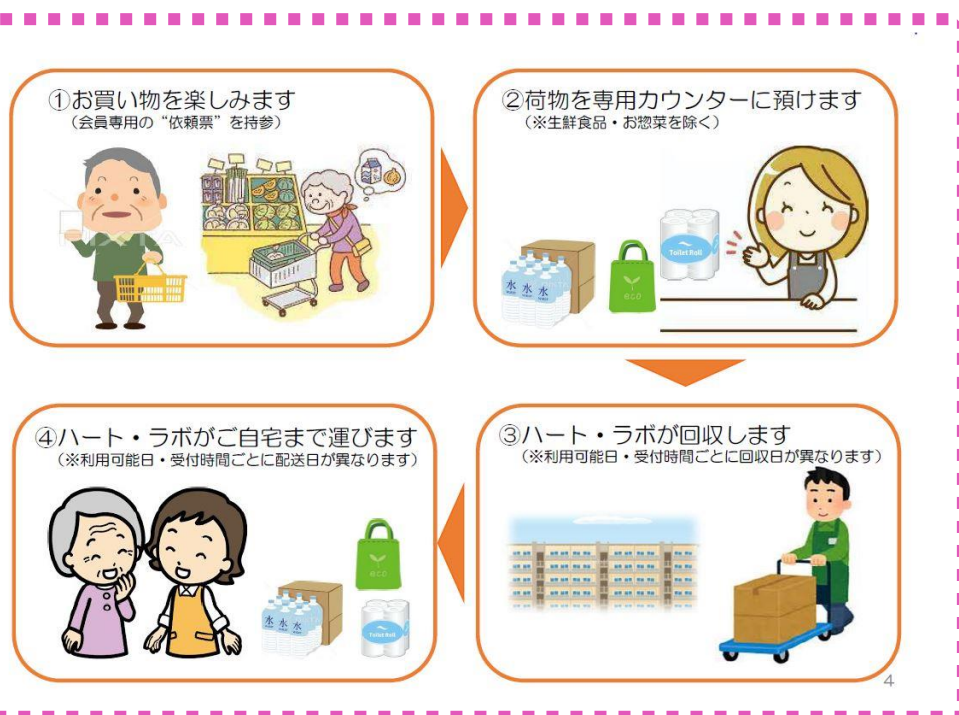 ①お買い物を楽しみます
（会員専用の“依頼票”を持参）
②荷物を専用カウンターに預けます
（※生鮮食品・お惣菜を除く）
水 水 水
eco
Toilet Roll
③ハート・ラボが回収します
（※利用可能日・受付時間ごとに回収日が異なります）
④ハート・ラボがご自宅まで運びます
（※利用可能日・受付時間ごとに配送日が異なります）
eco
水 水 水
Toilet Roll
4